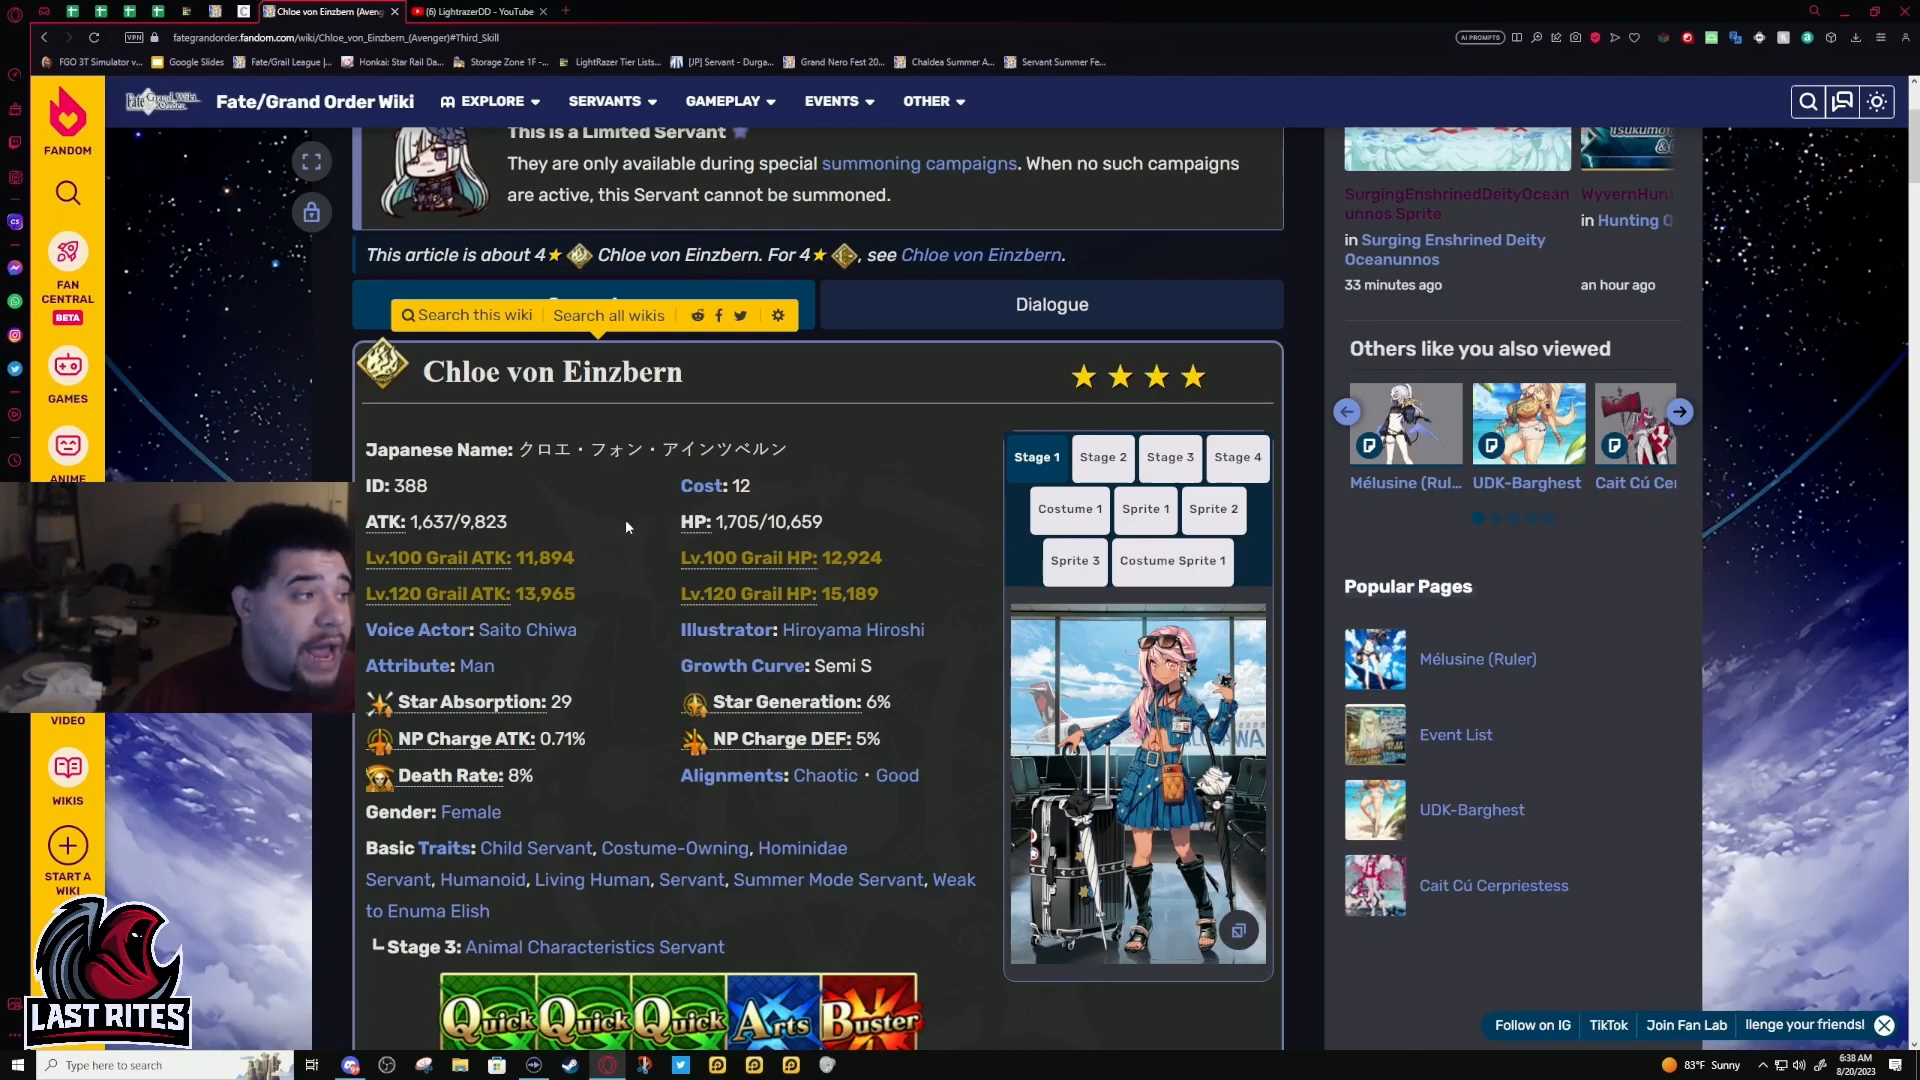 Chloe von Einzbern (Aveng
(6) LightrazerDD - YouTube
VPN
fategrandorder.fandom.com/wiki/Chloe_von_Einzbern_(Avenger)#Third_Skill
AI PROMPTS
FGO 3T Simulator v...
Google Slides
Fate/Grail League |...
Honkai: Star Rail Da...
Storage Zone 1F -...
LightRazer Tier Lists...
[JP] Servant - Durga...
Grand Nero Fest 20...
Chaldea Summer A...
Servant Summer Fe...
Fate/Grand Order Wiki
EXPLORE
SERVANTS
GAMEPLAY
EVENTS
OTHER
FANDOM
FAN CENTRAL
BETA
GAMES
ANIME
VIDEO
WIKIS
START A WIKI
LAST RITES
This is a Limited Servant
They are only available during special summoning campaigns. When no such campaigns
are active, this Servant cannot be summoned.
This article is about 4★ Chloe von Einzbern. For 4★ , see Chloe von Einzbern.
Dialogue
Search this wiki
Search all wikis
Chloe von Einzbern
Japanese Name: クロエ・フォン・アインツベルン
ID: 388
Cost: 12
ATK: 1,637/9,823
HP: 1,705/10,659
Lv.100 Grail ATK: 11,894
Lv.100 Grail HP: 12,924
Lv.120 Grail ATK: 13,965
Lv.120 Grail HP: 15,189
Voice Actor: Saito Chiwa
Illustrator: Hiroyama Hiroshi
Attribute: Man
Growth Curve: Semi S
Star Absorption: 29
Star Generation: 6%
NP Charge ATK: 0.71%
NP Charge DEF: 5%
Death Rate: 8%
Alignments: Chaotic・Good
Gender: Female
Basic Traits: Child Servant, Costume-Owning, Hominidae
Servant, Humanoid, Living Human, Servant, Summer Mode Servant, Weak
to Enuma Elish
┗ Stage 3: Animal Characteristics Servant
Quick Quick Quick Arts Buster
Stage 1
Stage 2
Stage 3
Stage 4
Costume 1
Sprite 1
Sprite 2
Sprite 3
Costume Sprite 1
SurgingEnshrinedDeityOcean
unnos Sprite
in Surging Enshrined Deity
Oceanunnos
33 minutes ago
WyvernHun
in Hunting Q
an hour ago
Others like you also viewed
Mélusine (Rul...
UDK-Barghest
Cait Cú Cer
Popular Pages
Mélusine (Ruler)
Event List
UDK-Barghest
Cait Cú Cerpriestess
Follow on IG
TikTok
Join Fan Lab
llenge your friends!
Type here to search
83°F Sunny
6:38 AM
8/20/2023